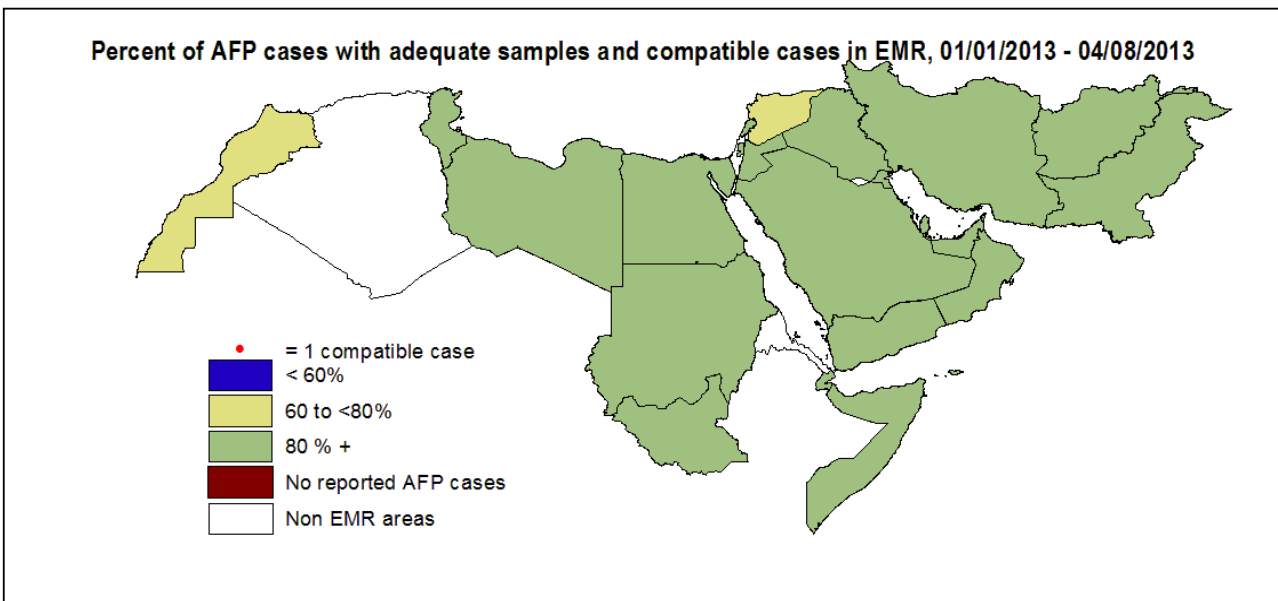 Percent of AFP cases with adequate samples and compatible cases in EMR, 01/01/2013 - 04/08/2013
= 1 compatible case
< 60%
60 to <80%
80 % +
No reported AFP cases
Non EMR areas